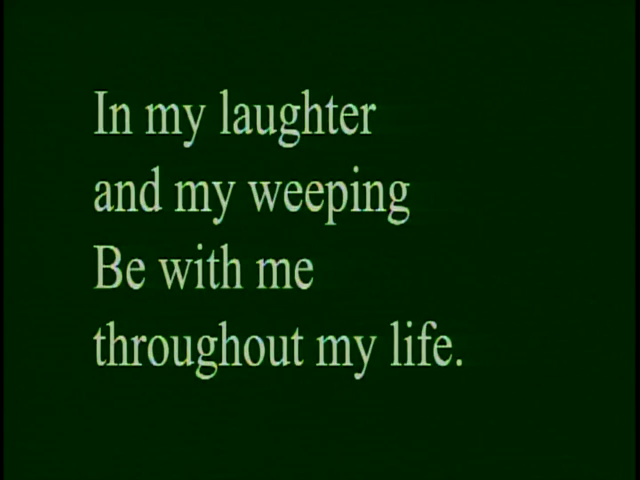 In my laughter
and my weeping
Be with me
throughout my life.